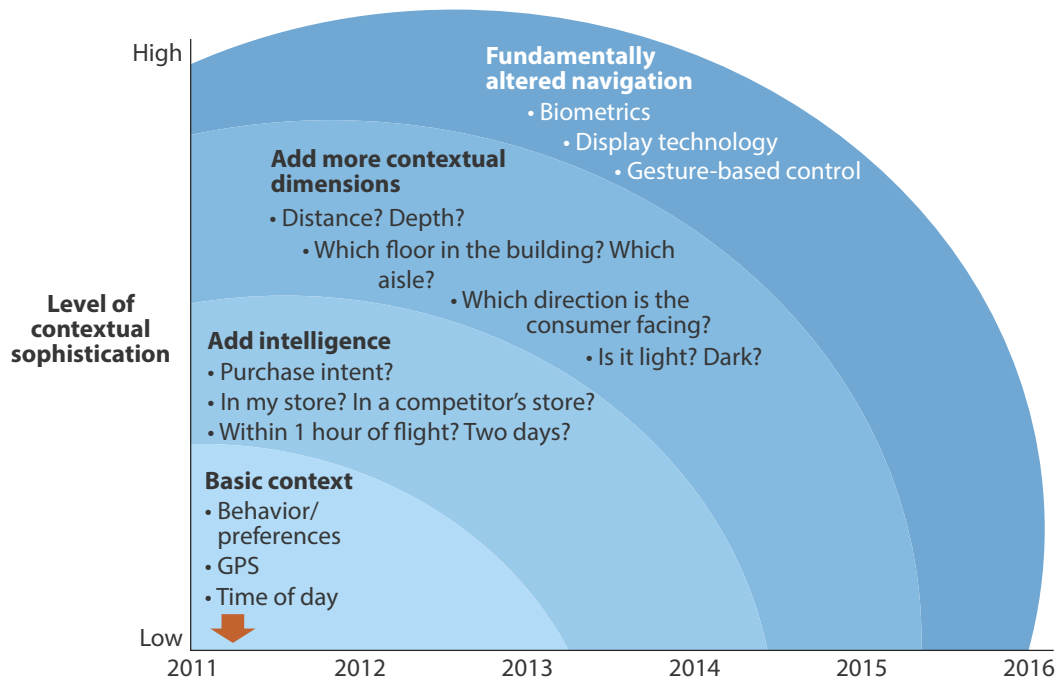 High
Fundamentally
altered navigation
• Biometrics
• Display technology
• Gesture-based control
Add more contextual
dimensions
• Distance? Depth?
• Which floor in the building? Which
aisle?
• Which direction is the
consumer facing?
• Is it light? Dark?
Level of
contextual
sophistication
Add intelligence
• Purchase intent?
• In my store? In a competitor’s store?
• Within 1 hour of flight? Two days?
Basic context
• Behavior/
preferences
• GPS
• Time of day
Low
2011 2012 2013 2014 2015 2016